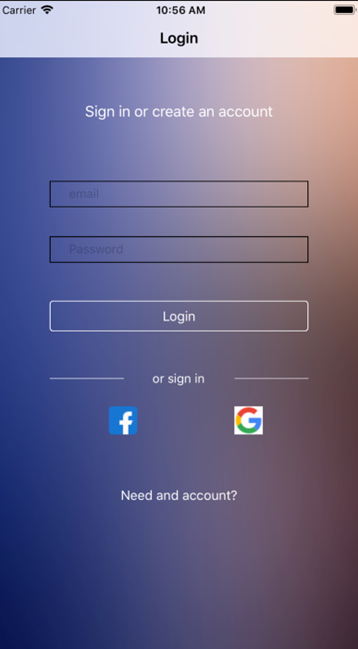 Carrier 10:56 AM
Login
Sign in or create an account
email
Password
Login
or sign in
f G
Need and account?